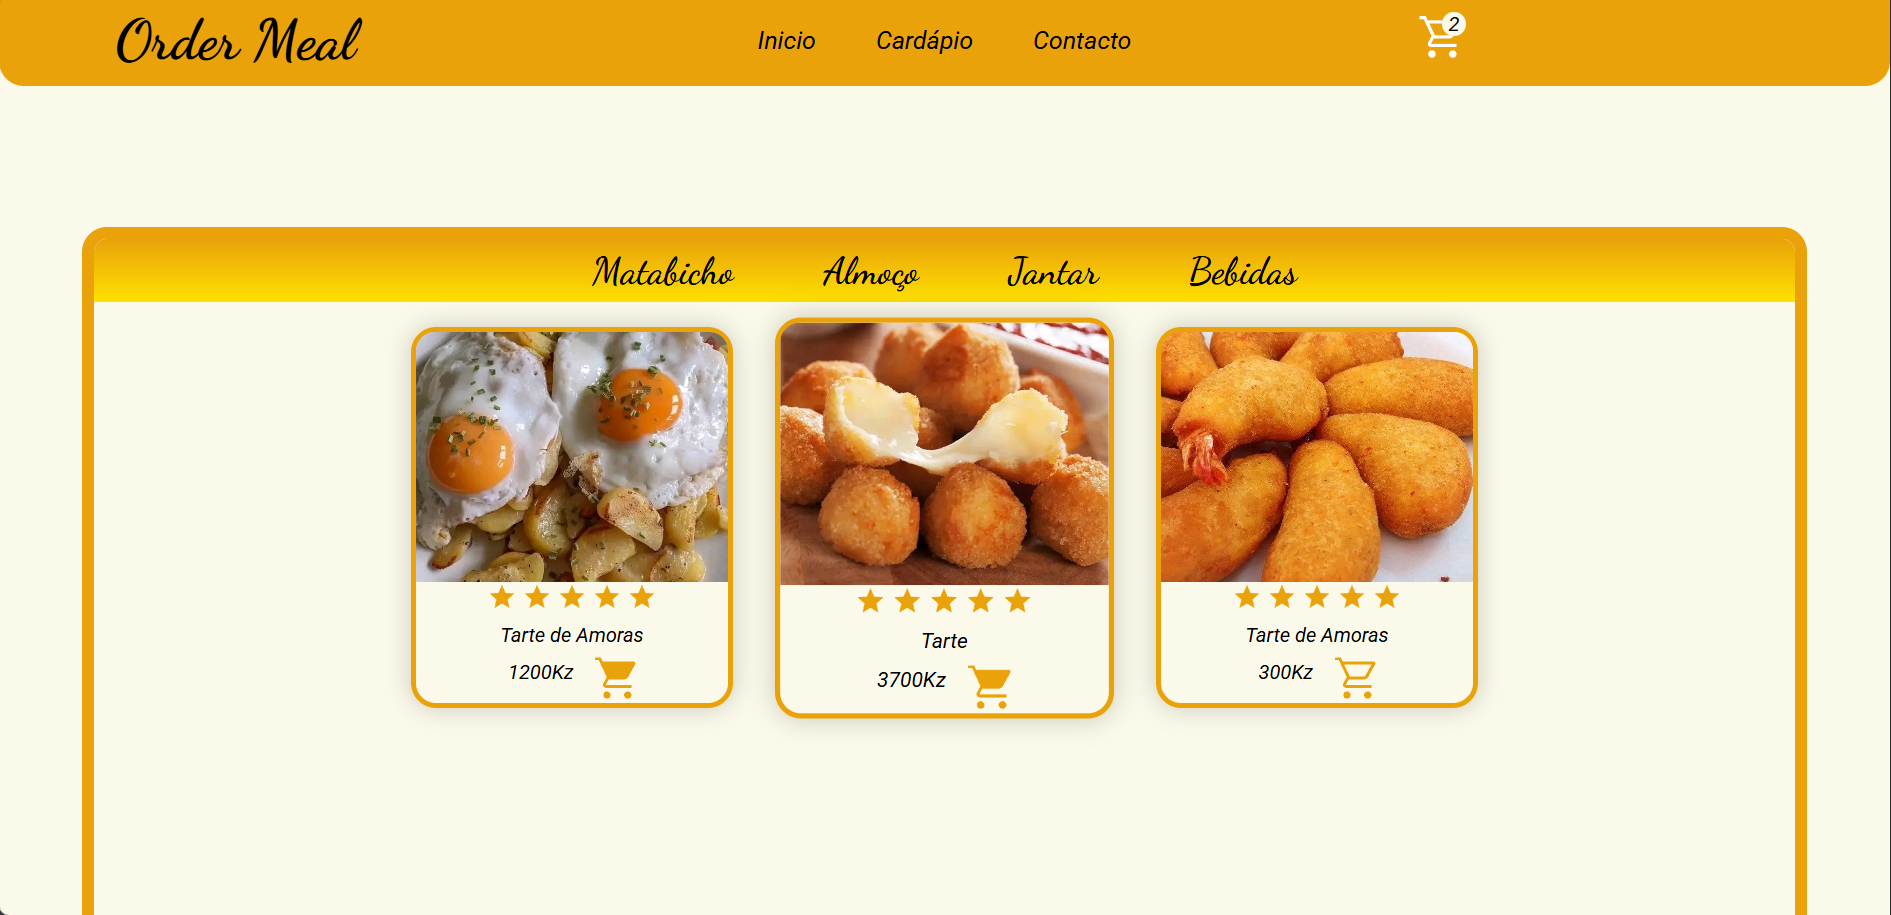 Order Meal
Inicio Cardápio Contacto
2
Matabicho Almoço Jantar Bebidas
Tarte de Amoras
1200Kz
Tarte
3700Kz
Tarte de Amoras
300Kz